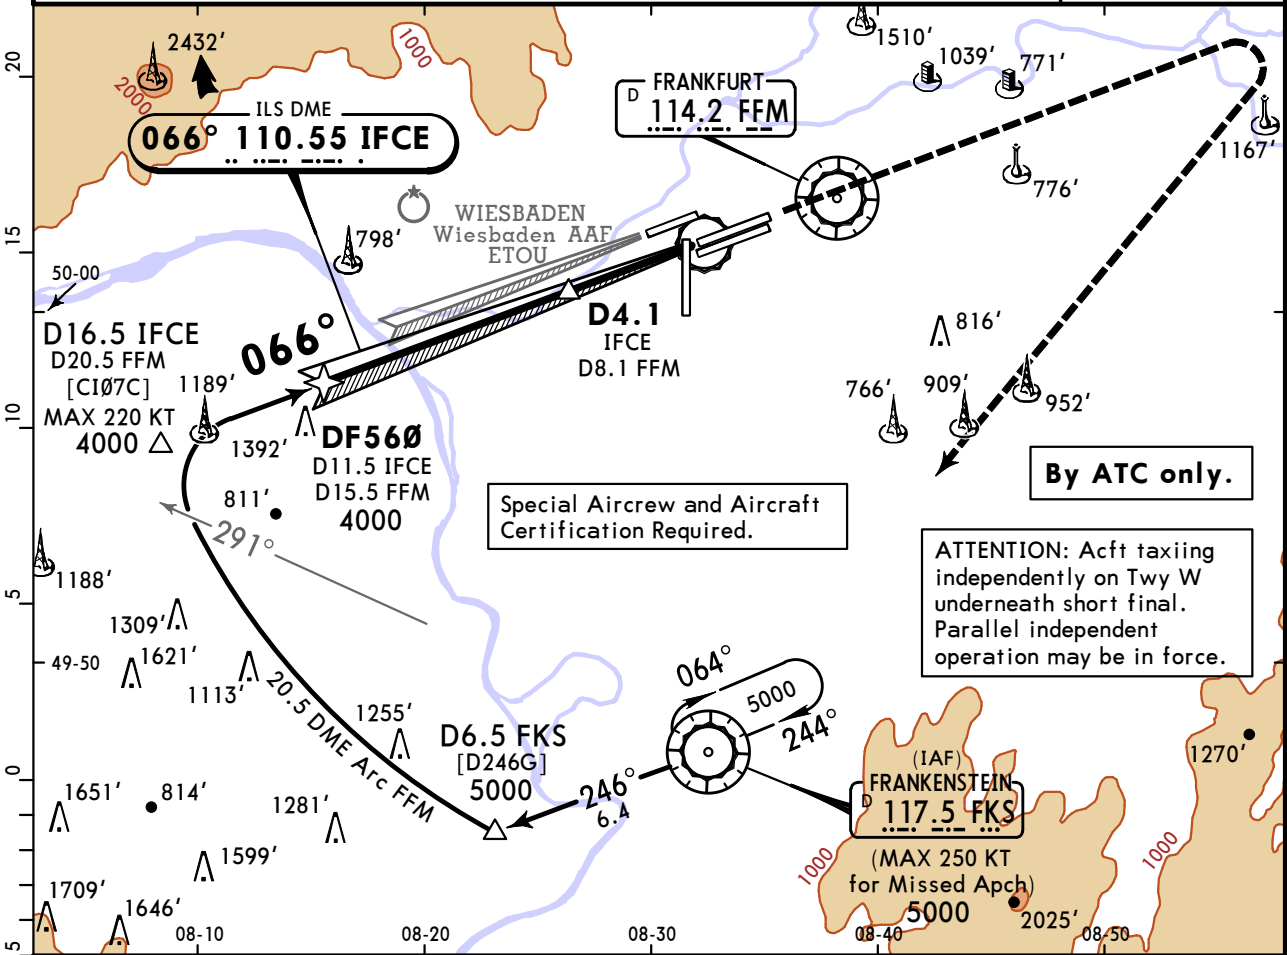 2432'
1000
2000
ILS DME
066° 110.55 IFCE
20
FRANKFURT
D 114.2 FFM
1510'
1039'
771'
1167'
776'
WIESBADEN
Wiesbaden AAF
ETOU
798'
15
50-00
D16.5 IFCE
D20.5 FFM
[CIØ7C]
MAX 220 KT
4000
066°
1189'
D4.1
IFCE
D8.1 FFM
816'
766'
909'
952'
10
1392'
DF56Ø
D11.5 IFCE
D15.5 FFM
4000
811'
291°
By ATC only.
Special Aircrew and Aircraft
Certification Required.
ATTENTION: Acft taxiing
independently on Twy W
underneath short final.
Parallel independent
operation may be in force.
1188'
5
1309'
1621'
49-50
1113'
20.5 DME Arc FFM
1255'
D6.5 FKS
[D246G]
5000
064°
5000
244°
246°
6.4
0
(IAF)
FRANKENSTEIN
D 117.5 FKS
(MAX 250 KT
for Missed Apch)
5000
1270'
1000
1000
2025'
1651'
814'
1281'
1599'
1709'
1646'
5
08-10
08-20
08-30
08-40
08-50